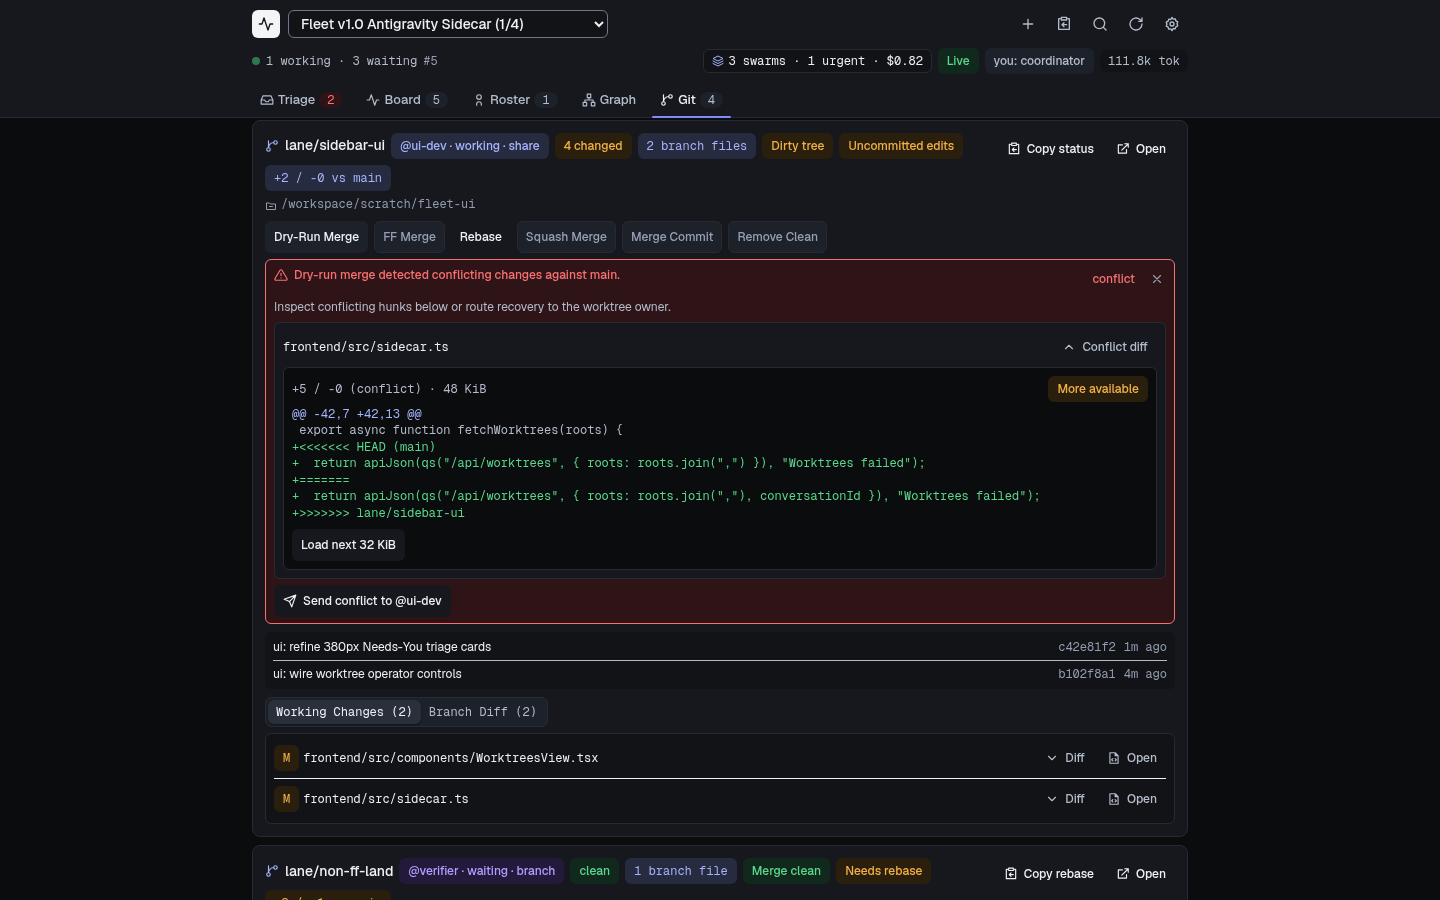 Fleet v1.0 Antigravity Sidecar (1/4)
1 working · 3 waiting #5
3 swarms · 1 urgent · $0.82
Live
you: coordinator
111.8k tok
Triage 2
Board 5
Roster 1
Graph
Git 4
lane/sidebar-ui @ui-dev · working · share 4 changed 2 branch files Dirty tree Uncommitted edits Copy status Open
+2 / -0 vs main
/workspace/scratch/fleet-ui
Dry-Run Merge FF Merge Rebase Squash Merge Merge Commit Remove Clean
Dry-run merge detected conflicting changes against main. conflict
Inspect conflicting hunks below or route recovery to the worktree owner.
frontend/src/sidecar.ts Conflict diff
+5 / -0 (conflict) · 48 KiB More available
@@ -42,7 +42,13 @@
export async function fetchWorktrees(roots) {
+<<<<<<< HEAD (main)
+  return apiJson(qs("/api/worktrees", { roots: roots.join(",") }), "Worktrees failed");
+=======
+  return apiJson(qs("/api/worktrees", { roots: roots.join(","), conversationId }), "Worktrees failed");
+>>>>>>> lane/sidebar-ui
Load next 32 KiB
Send conflict to @ui-dev
ui: refine 380px Needs-You triage cards c42e81f2 1m ago
ui: wire worktree operator controls b102f8a1 4m ago
Working Changes (2) Branch Diff (2)
M frontend/src/components/WorktreesView.tsx Diff Open
M frontend/src/sidecar.ts Diff Open
lane/non-ff-land @verifier · waiting · branch clean 1 branch file Merge clean Needs rebase Copy rebase Open